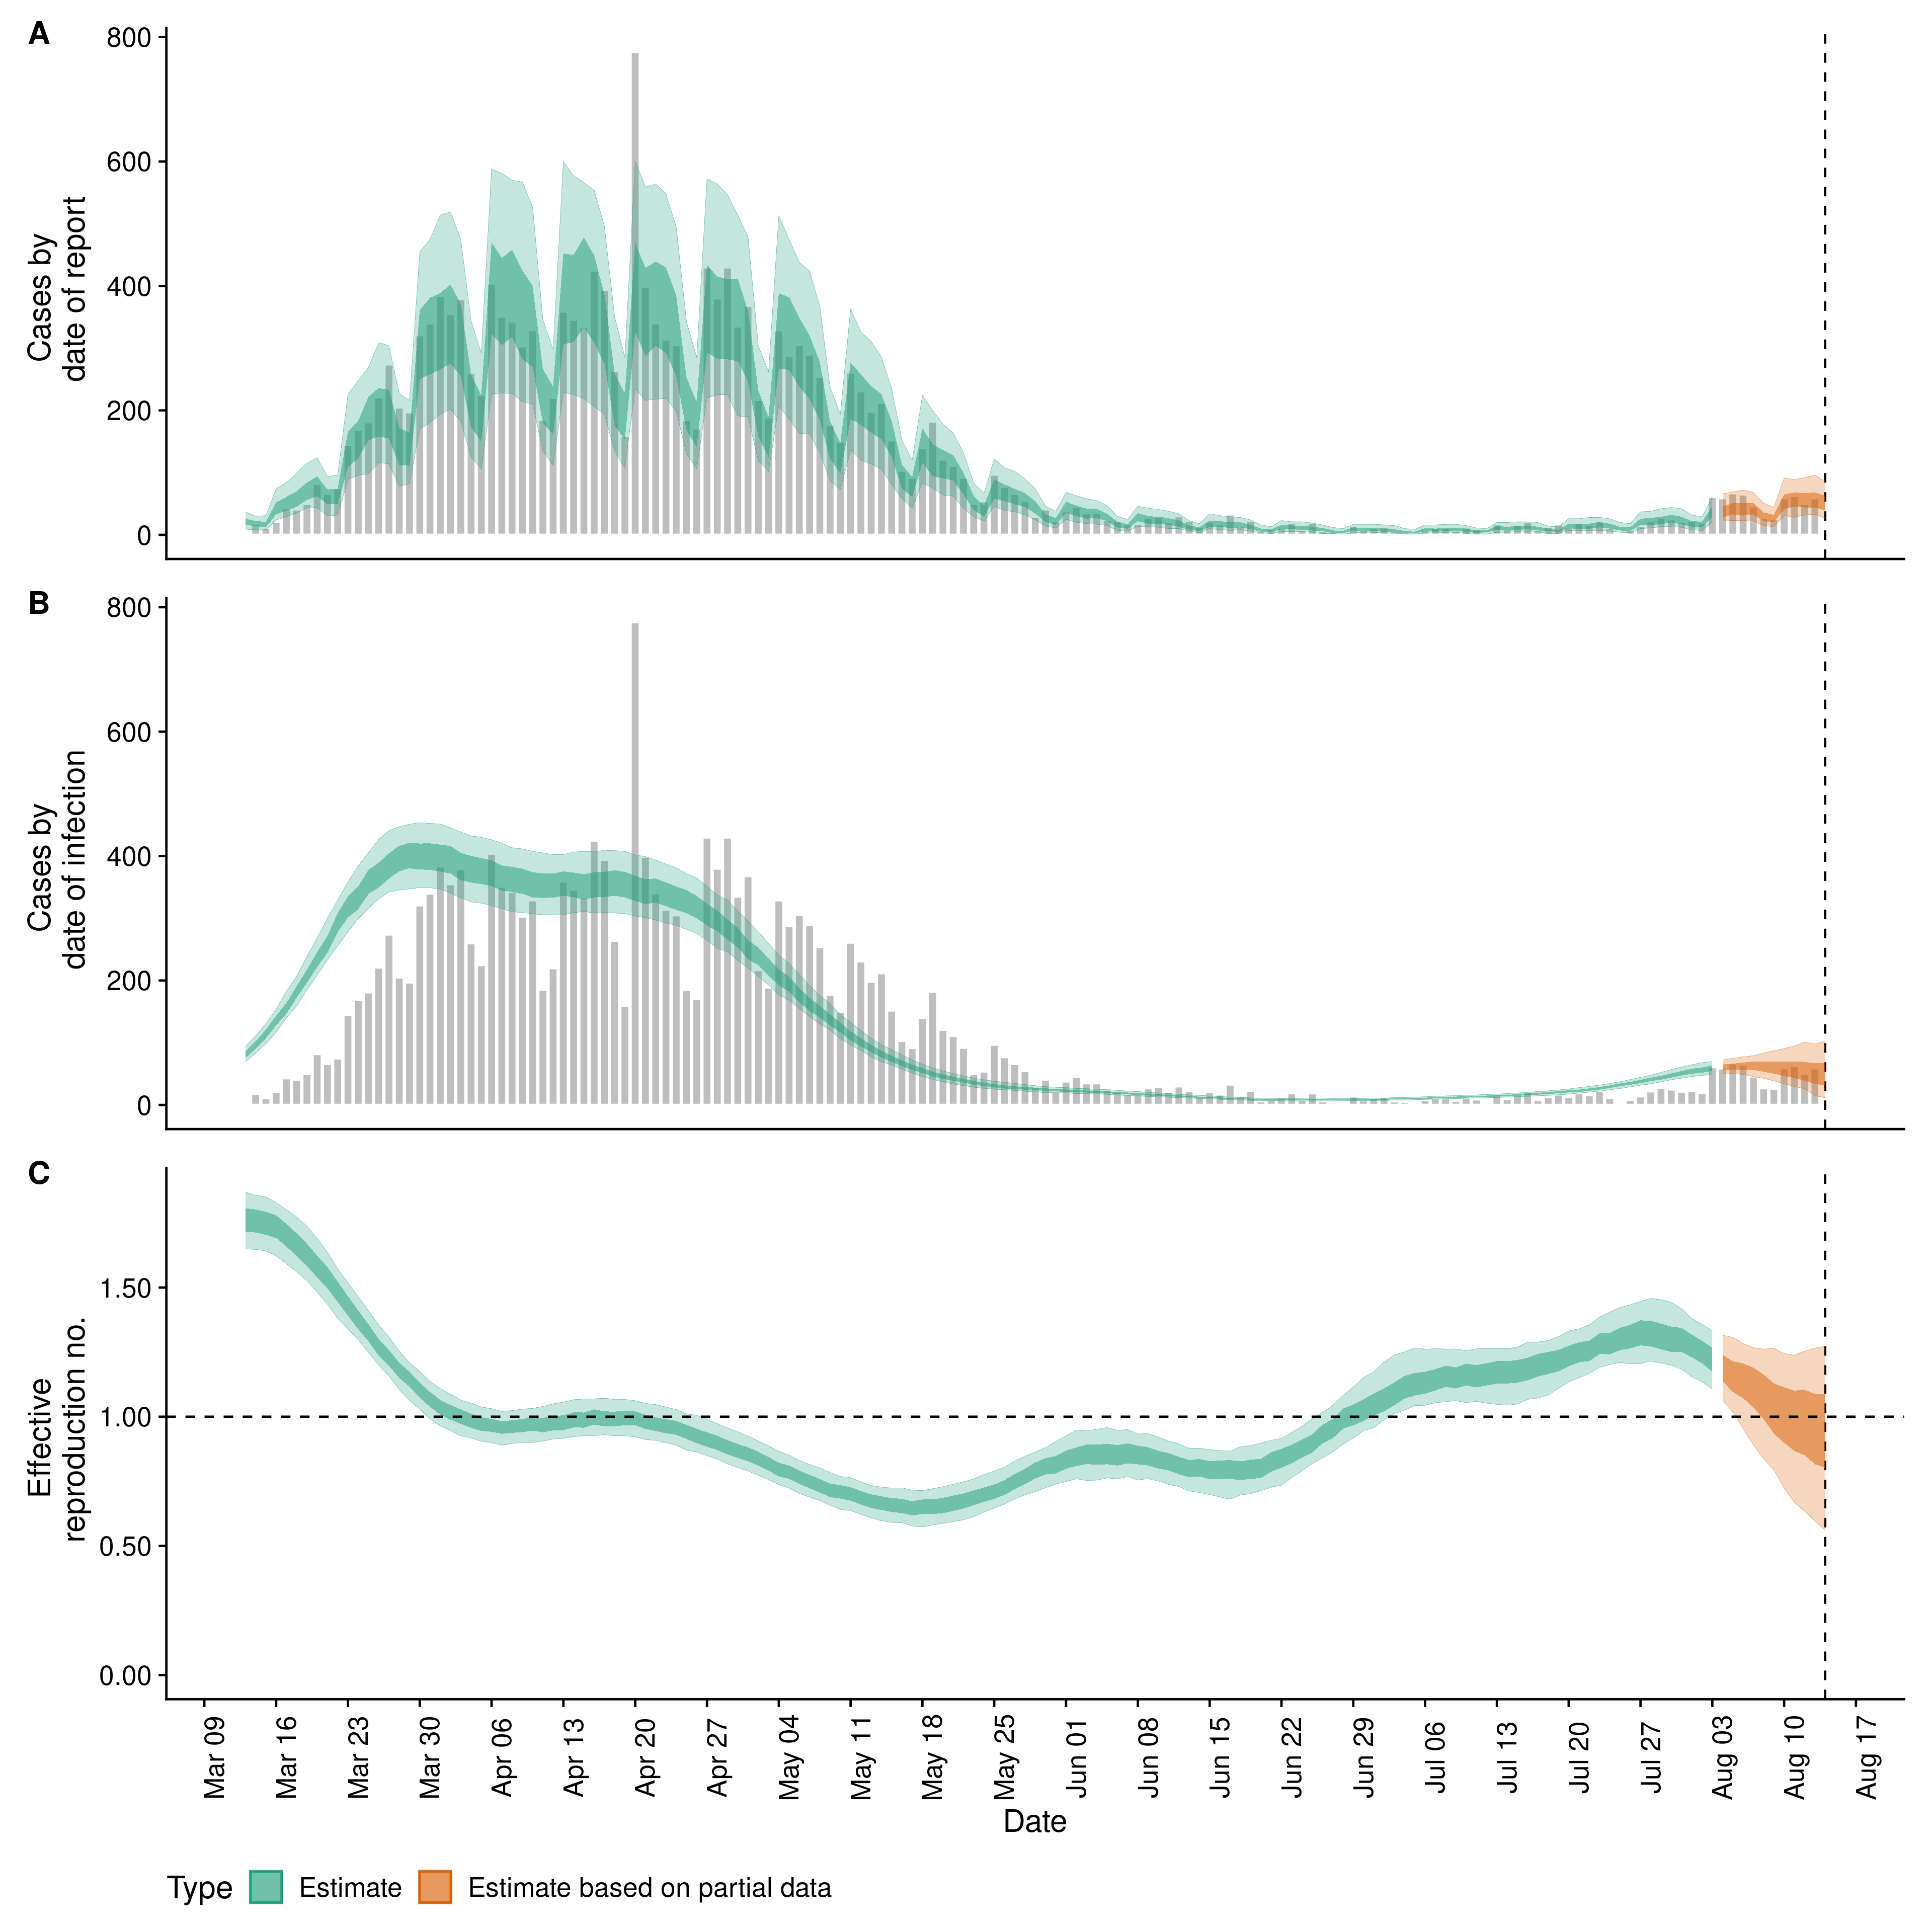 A
800
600
400
200
0
Cases by
date of report
B
800
600
400
200
0
Cases by
date of infection
C
1.50
1.00
0.50
0.00
Effective
reproduction no.
Mar 09
Mar 16
Mar 23
Mar 30
Apr 06
Apr 13
Apr 20
Apr 27
May 04
May 11
May 18
May 25
Jun 01
Jun 08
Jun 15
Jun 22
Jun 29
Jul 06
Jul 13
Jul 20
Jul 27
Aug 03
Aug 10
Aug 17
Date
Type Estimate Estimate based on partial data